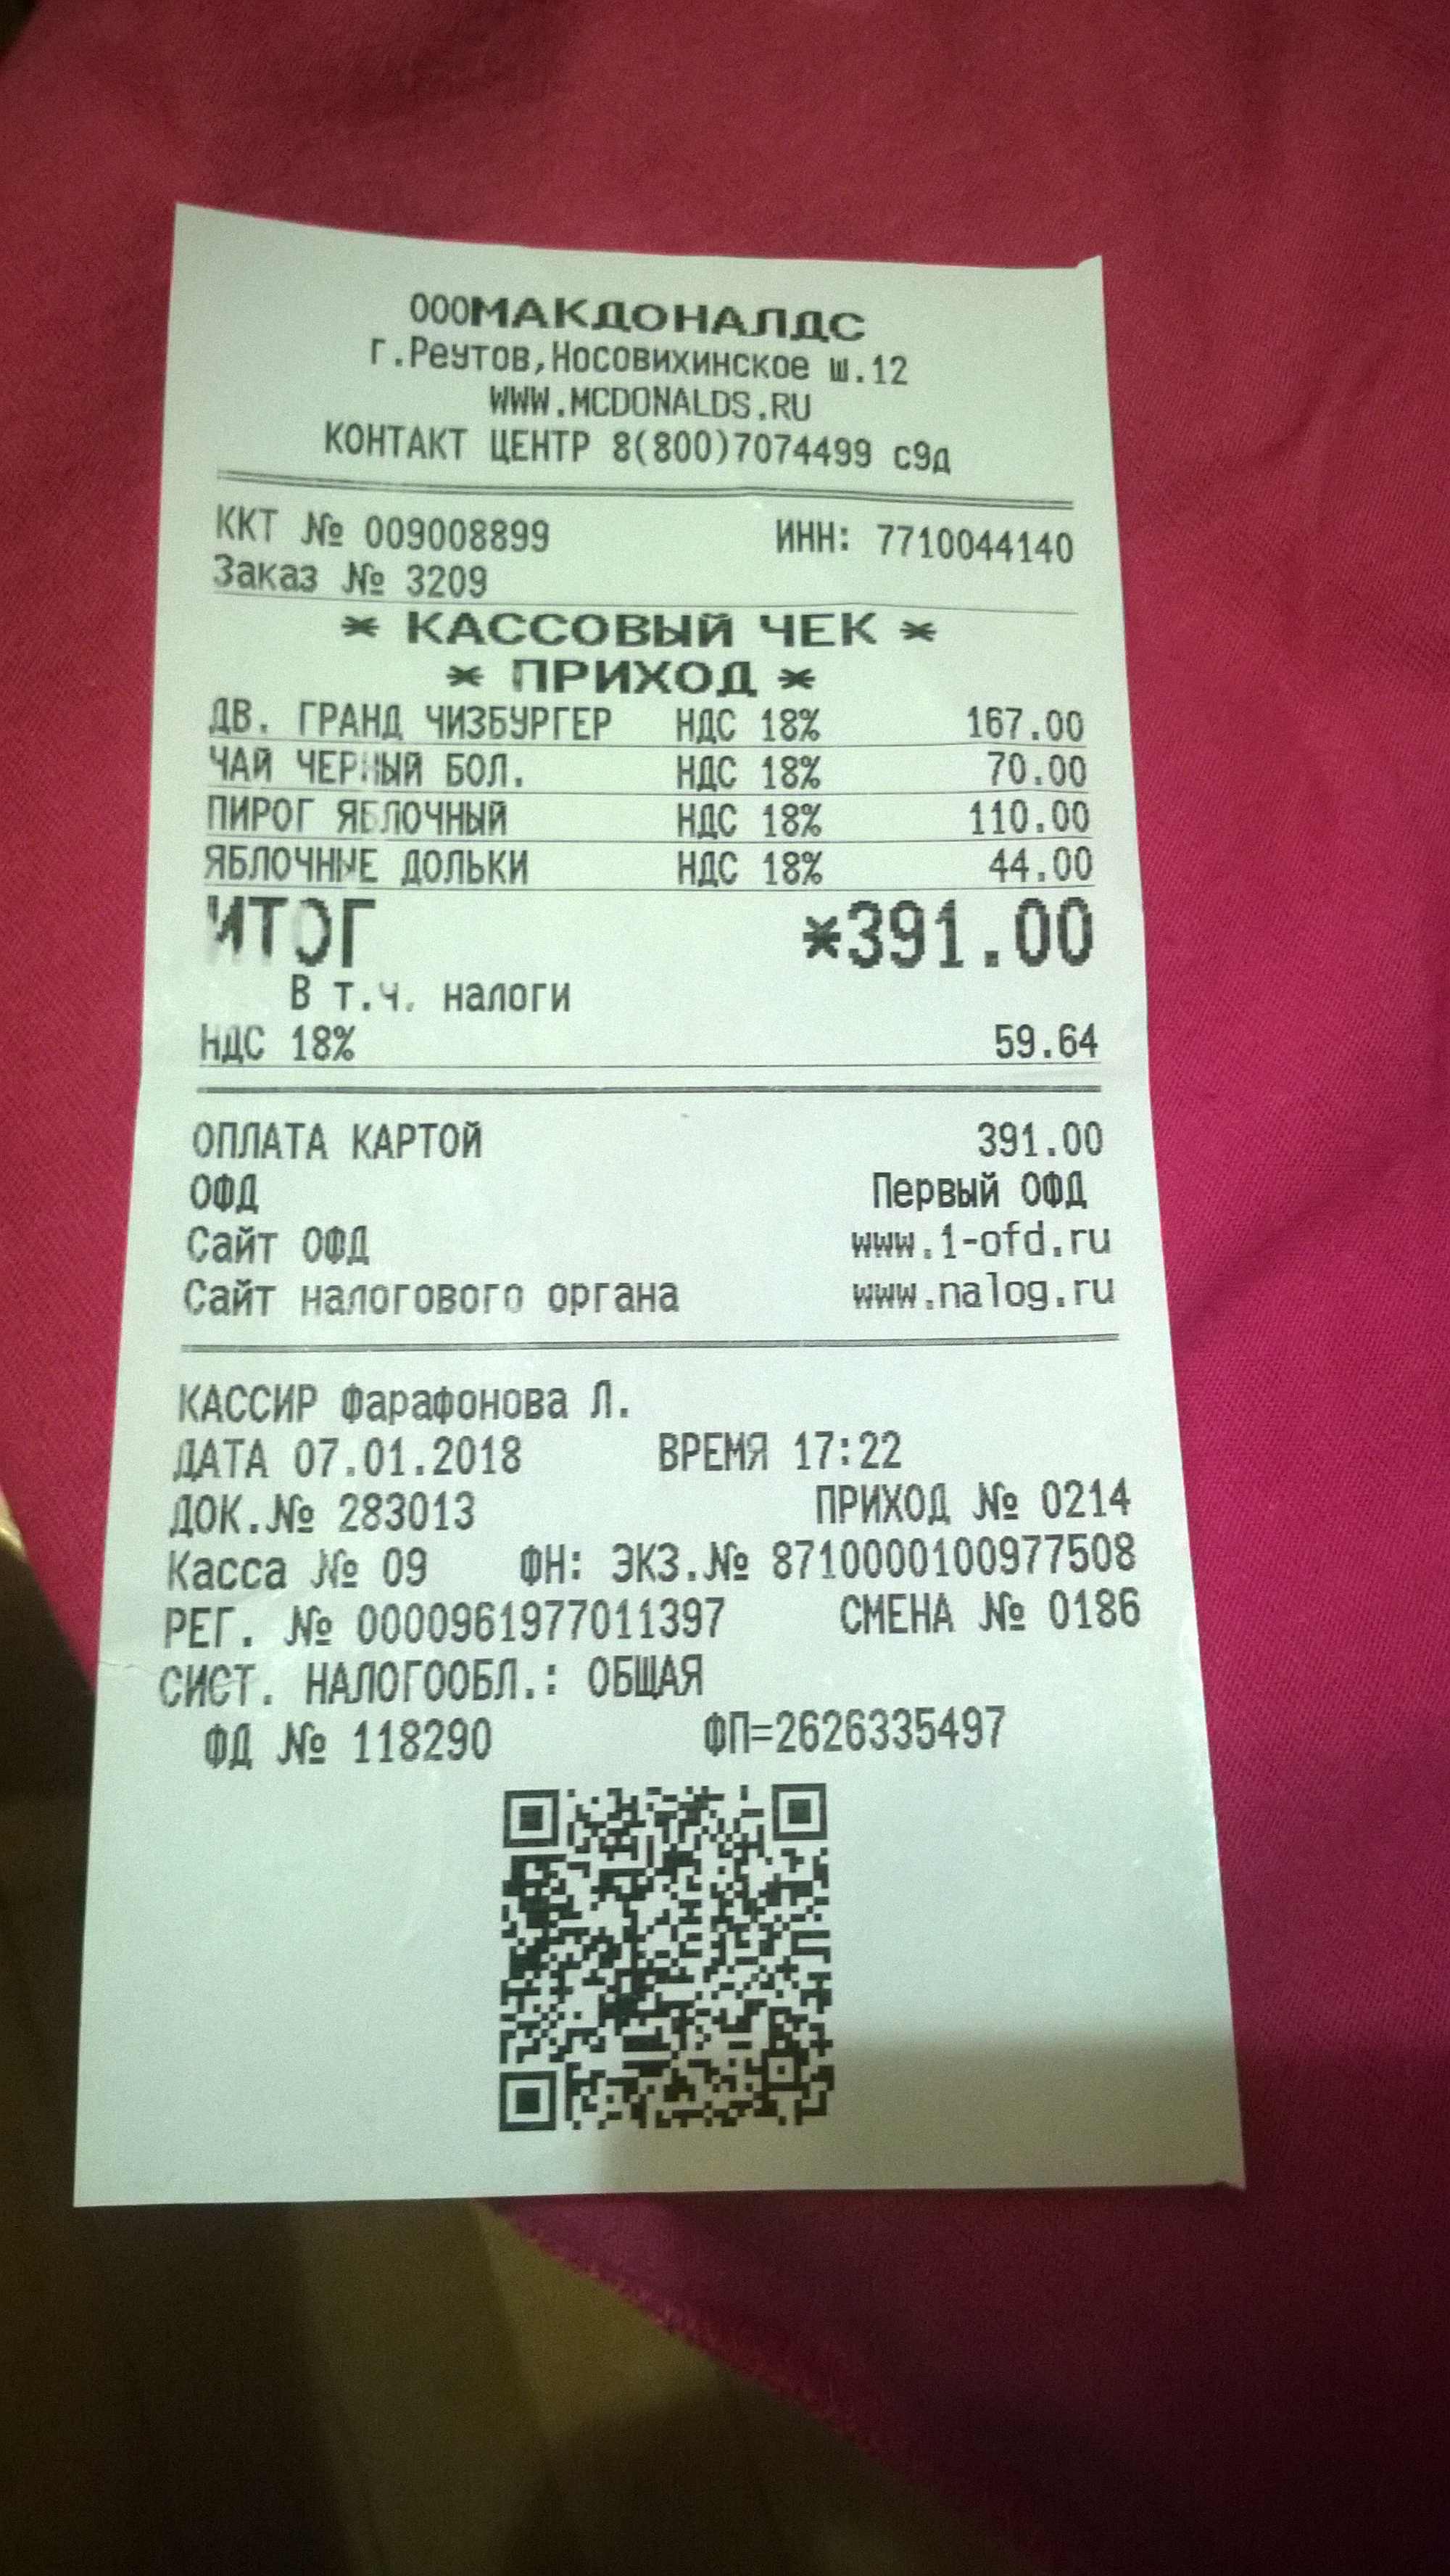 ОООМАКДОНАЛДС
г.Реутов,Носовихинское ш.12
WWW.MCDONALDS.RU
КОНТАКТ ЦЕНТР 8(800)7074499 с9д
ККТ № 009008899 ИНН: 7710044140
Заказ № 3209
* КАССОВЫЙ ЧЕК *
* ПРИХОД *
ДВ. ГРАНД ЧИЗБУРГЕР НДС 18% 167.00
ЧАЙ ЧЕРНЫЙ БОЛ. НДС 18% 70.00
ПИРОГ ЯБЛОЧНЫЙ НДС 18% 110.00
ЯБЛОЧНЫЕ ДОЛЬКИ НДС 18% 44.00
ИТОГ *391.00
В т.ч. налоги
НДС 18% 59.64
ОПЛАТА КАРТОЙ 391.00
ОФД Первый ОФД
Сайт ОФД www.1-ofd.ru
Сайт налогового органа www.nalog.ru
КАССИР Фарафонова Л.
ДАТА 07.01.2018 ВРЕМЯ 17:22
ДОК.№ 283013 ПРИХОД № 0214
Касса № 09 ФН: ЭКЗ.№ 8710000100977508
РЕГ. № 0000961977011397 СМЕНА № 0186
СИСТ. НАЛОГООБЛ.: ОБЩАЯ
ФД № 118290 ФП=2626335497